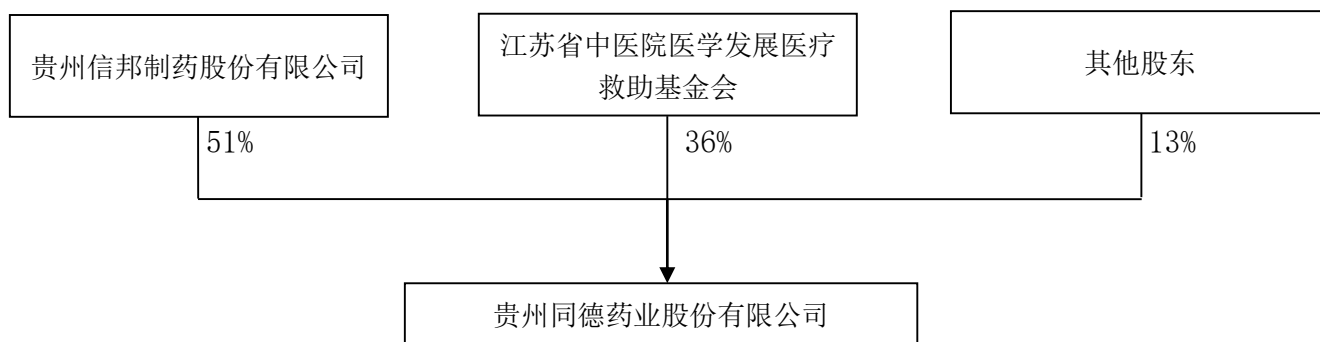 贵州信邦制药股份有限公司
江苏省中医院医学发展医疗
救助基金会
其他股东
51%
36%
13%
贵州同德药业股份有限公司